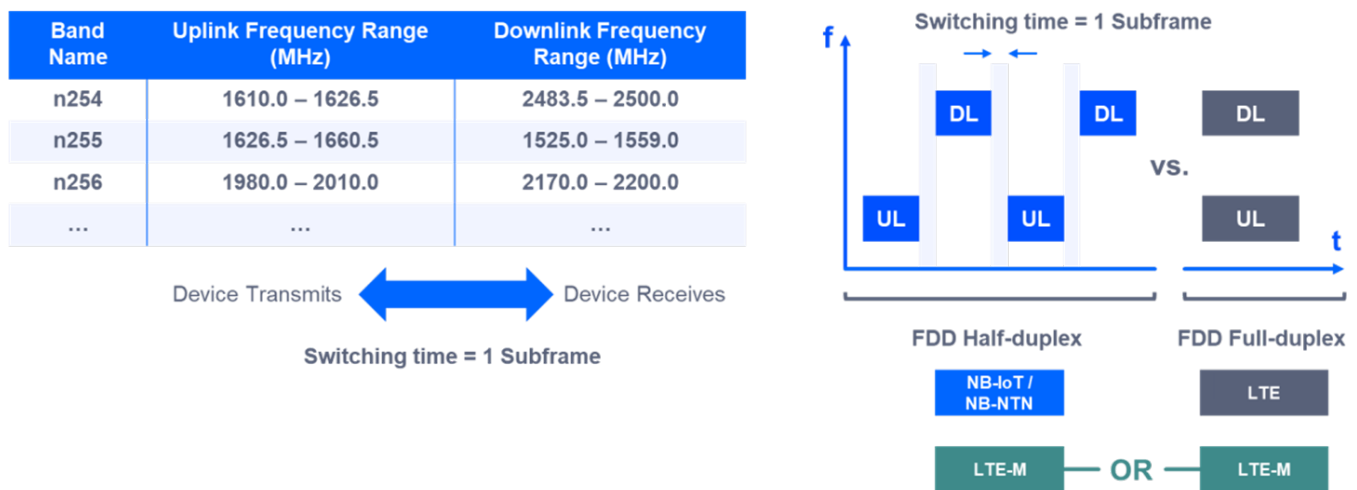 Band Name
Uplink Frequency Range (MHz)
Downlink Frequency Range (MHz)
n254 1610.0 – 1626.5 2483.5 – 2500.0
n255 1626.5 – 1660.5 1525.0 – 1559.0
n256 1980.0 – 2010.0 2170.0 – 2200.0
... ... ...
Device Transmits Device Receives
Switching time = 1 Subframe
Switching time = 1 Subframe
f
DL DL DL
vs.
UL UL UL
t
FDD Half-duplex FDD Full-duplex
NB-IoT /
NB-NTN
LTE
LTE-M OR LTE-M